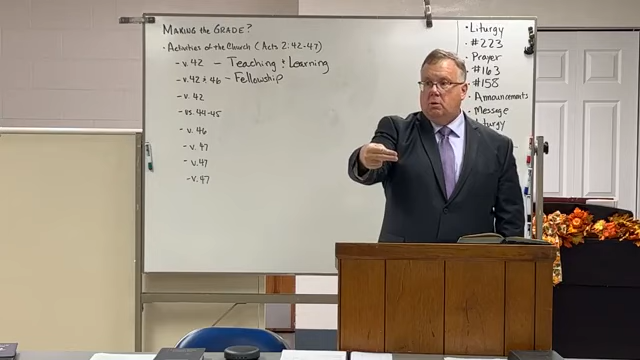 MAKING THE GRADE?
• Activities of the Church (Acts 2:42-47)
- v. 42 - Teaching & Learning
- v. 42 & 46 - Fellowship
- v. 42
- vs. 44-45
- v. 46
- v. 47
- v. 47
- v. 47
• Liturgy
• #223
• Prayer
• #163
• #158
• Announcements
• Message
• Liturgy